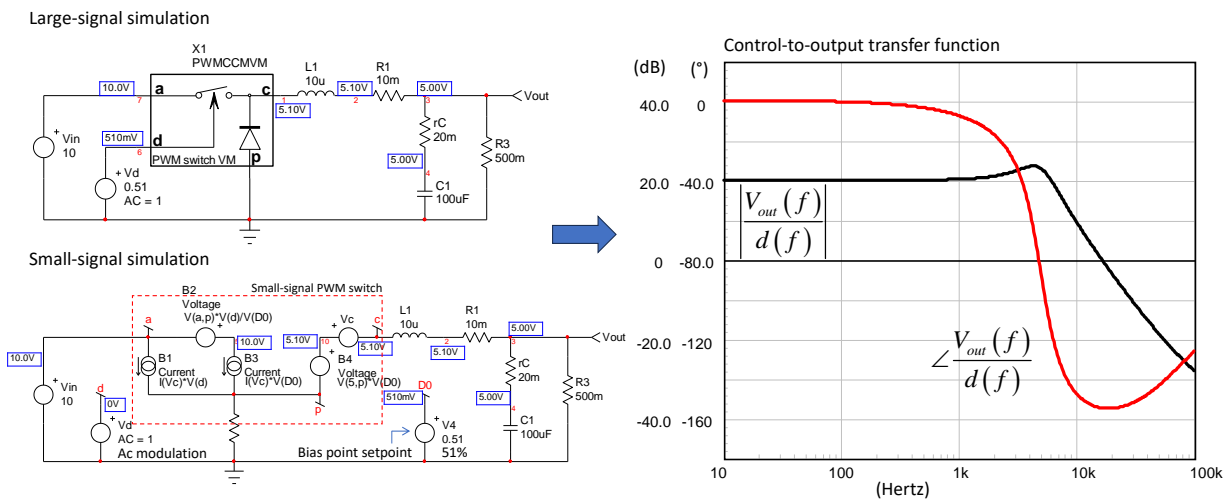 Large-signal simulation
X1
PWMCCMVM
a
c
d
p
PWM switch VM
10.0V
7
510mV
6
Vin
10
Vd
0.51
AC = 1
1
5.10V
L1
10u
5.10V
2
R1
10m
5.00V
3
Vout
rC
20m
5.00V
4
C1
100uF
R3
500m
Small-signal simulation
Small-signal PWM switch
B2
Voltage
V(a,p)*V(d)/V(D0)
a
10.0V
Vin
10
d
0V
Vd
AC = 1
Ac modulation
B1
Current
I(Vc)*V(d)
10.0V
B3
Current
I(Vc)*V(D0)
5.10V
10
Vc
c
5.10V
B4
Voltage
V(5,p)*V(D0)
p
L1
10u
2
5.10V
R1
10m
5.00V
3
Vout
rC
20m
5.00V
4
C1
100uF
R3
500m
D0
510mV
V4
0.51
51%
Bias point setpoint
Control-to-output transfer function
(dB) (°)
40.0 0
20.0 -40.0
0 -80.0
-20.0 -120
-40.0 -160
|Vout(f)/d(f)|
∠Vout(f)/d(f)
10 100 1k 10k 100k
(Hertz)